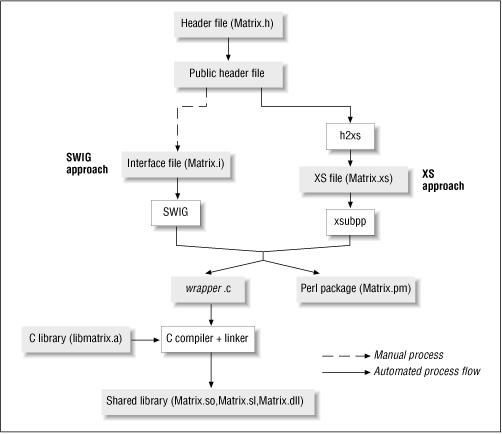 Header file (Matrix.h)
Public header file
h2xs
SWIG
approach
Interface file (Matrix.i)
XS file (Matrix.xs)
XS
approach
SWIG
xsubpp
wrapper .c
Perl package (Matrix.pm)
C library (libmatrix.a)
C compiler + linker
Manual process
Automated process flow
Shared library (Matrix.so,Matrix.sl,Matrix.dll)